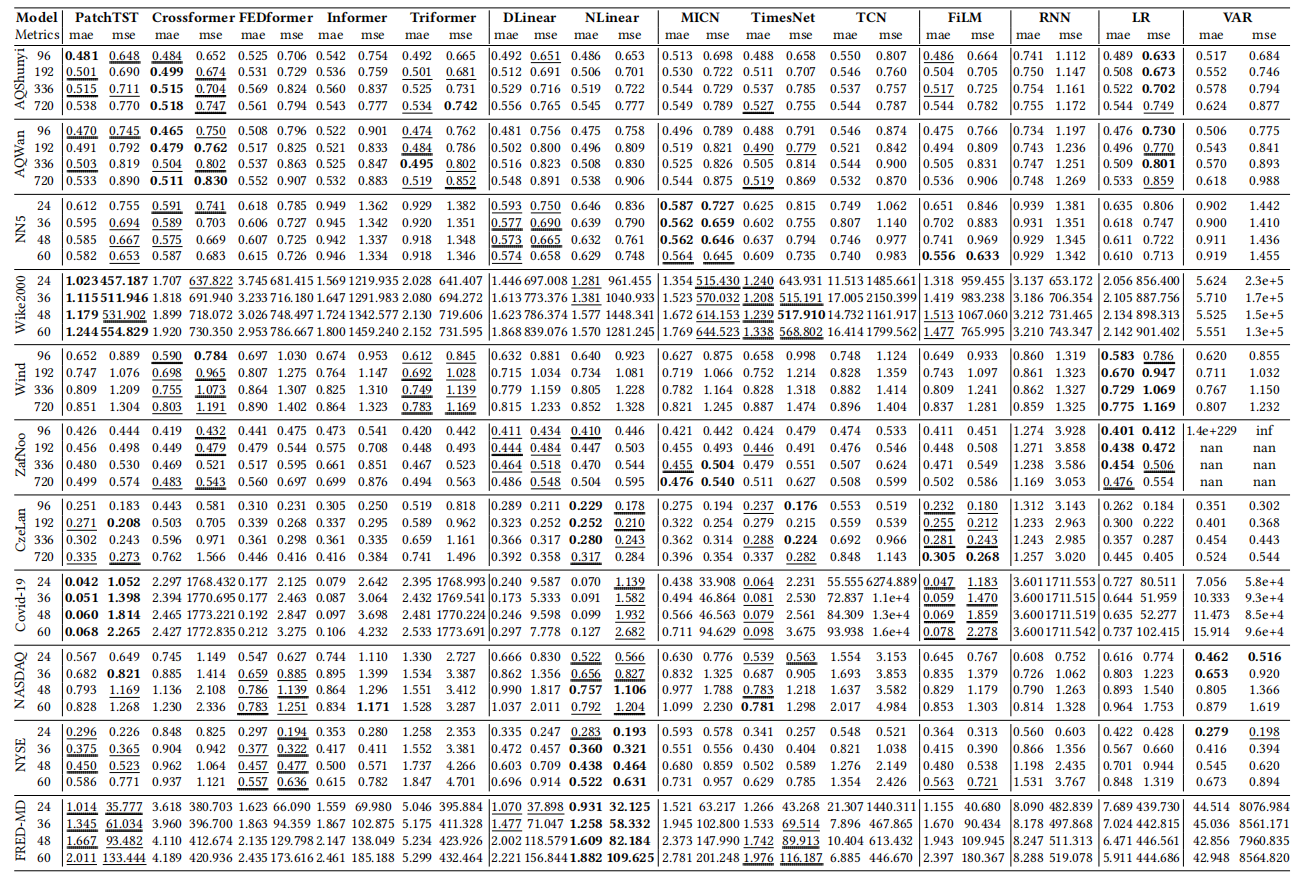 Model PatchTST Crossformer FEDformer Informer Triformer DLinear NLinear MICN TimesNet TCN FiLM RNN LR VAR
Metrics mae mse mae mse mae mse mae mse mae mse mae mse mae mse mae mse mae mse mae mse mae mse mae mse mae mse mae mse
AQShunyi
96 0.481 0.648 0.484 0.652 0.525 0.706 0.542 0.754 0.492 0.665 0.492 0.651 0.486 0.653 0.513 0.698 0.488 0.658 0.550 0.807 0.486 0.664 0.741 1.112 0.489 0.633 0.517 0.684
192 0.501 0.690 0.499 0.674 0.531 0.729 0.536 0.759 0.501 0.681 0.512 0.691 0.506 0.701 0.530 0.722 0.511 0.707 0.546 0.760 0.504 0.705 0.750 1.147 0.508 0.673 0.552 0.746
336 0.515 0.711 0.515 0.704 0.569 0.824 0.560 0.837 0.525 0.731 0.529 0.716 0.519 0.722 0.544 0.729 0.537 0.785 0.537 0.757 0.517 0.725 0.754 1.161 0.522 0.702 0.578 0.794
720 0.538 0.770 0.518 0.747 0.561 0.794 0.543 0.777 0.534 0.742 0.556 0.765 0.545 0.777 0.549 0.789 0.527 0.755 0.544 0.787 0.544 0.782 0.755 1.172 0.544 0.749 0.624 0.877
AQWan
96 0.470 0.745 0.465 0.750 0.508 0.796 0.522 0.901 0.474 0.762 0.481 0.756 0.475 0.758 0.496 0.789 0.488 0.791 0.546 0.874 0.475 0.766 0.734 1.197 0.476 0.730 0.506 0.775
192 0.491 0.792 0.479 0.762 0.517 0.825 0.521 0.833 0.484 0.786 0.502 0.800 0.496 0.809 0.519 0.821 0.490 0.779 0.521 0.842 0.494 0.809 0.743 1.236 0.496 0.770 0.543 0.841
336 0.503 0.819 0.504 0.802 0.537 0.863 0.525 0.847 0.495 0.802 0.516 0.823 0.508 0.830 0.525 0.826 0.505 0.814 0.544 0.900 0.505 0.831 0.747 1.251 0.509 0.801 0.570 0.893
720 0.533 0.890 0.511 0.830 0.552 0.907 0.532 0.883 0.519 0.852 0.548 0.891 0.538 0.906 0.544 0.875 0.519 0.869 0.532 0.870 0.536 0.906 0.748 1.269 0.533 0.859 0.618 0.988
NN5
24 0.612 0.755 0.591 0.741 0.618 0.785 0.949 1.362 0.929 1.382 0.593 0.750 0.646 0.836 0.587 0.727 0.625 0.815 0.749 1.062 0.651 0.846 0.939 1.381 0.635 0.806 0.902 1.442
36 0.595 0.694 0.589 0.703 0.606 0.727 0.945 1.342 0.920 1.351 0.577 0.690 0.639 0.790 0.562 0.659 0.602 0.755 0.807 1.140 0.702 0.883 0.931 1.351 0.618 0.747 0.900 1.410
48 0.585 0.667 0.575 0.669 0.607 0.725 0.942 1.337 0.918 1.348 0.573 0.665 0.632 0.761 0.562 0.646 0.637 0.794 0.746 0.977 0.741 0.969 0.929 1.345 0.611 0.722 0.911 1.436
60 0.582 0.653 0.587 0.683 0.615 0.726 0.946 1.334 0.918 1.346 0.574 0.658 0.629 0.748 0.564 0.645 0.609 0.735 0.740 0.972 0.556 0.633 0.929 1.342 0.609 0.713 0.919 1.455
Wike2000
24 1.023 457.187 1.707 637.822 3.745 681.415 1.569 1219.935 2.028 641.407 1.446 697.008 1.281 961.455 1.354 515.430 1.240 643.931 11.513 1485.661 1.318 959.455 3.137 653.172 2.056 856.400 5.624 2.3e+5
36 1.115 511.946 1.818 691.940 3.233 716.180 1.647 1291.983 2.080 694.272 1.613 773.376 1.381 1040.933 1.523 570.032 1.208 515.191 17.005 2150.399 1.419 983.238 3.186 706.354 2.105 887.756 5.710 1.7e+5
48 1.179 531.902 1.899 718.072 3.026 748.497 1.723 1342.577 2.130 719.606 1.623 786.374 1.577 1448.341 1.672 614.153 1.239 517.910 14.732 1161.917 1.513 1067.060 3.212 731.465 2.134 898.313 5.525 1.5e+5
60 1.244 554.829 1.920 730.350 2.953 786.667 1.800 1459.240 2.152 731.595 1.868 839.076 1.570 1281.245 1.769 644.523 1.338 568.802 16.414 1799.562 1.477 765.995 3.210 743.347 2.142 901.402 5.551 1.3e+5
Wind
96 0.652 0.889 0.590 0.784 0.697 1.030 0.674 0.953 0.612 0.845 0.632 0.881 0.640 0.923 0.627 0.875 0.658 0.998 0.748 1.124 0.649 0.933 0.860 1.319 0.583 0.786 0.620 0.855
192 0.747 1.076 0.698 0.965 0.807 1.275 0.764 1.147 0.692 1.028 0.715 1.034 0.734 1.081 0.719 1.066 0.752 1.214 0.828 1.359 0.743 1.097 0.861 1.323 0.670 0.947 0.711 1.032
336 0.809 1.209 0.755 1.073 0.864 1.307 0.825 1.310 0.749 1.139 0.779 1.159 0.805 1.228 0.782 1.164 0.828 1.318 0.882 1.414 0.809 1.241 0.862 1.327 0.729 1.069 0.767 1.150
720 0.851 1.304 0.803 1.191 0.890 1.402 0.864 1.323 0.783 1.169 0.815 1.233 0.852 1.328 0.821 1.245 0.887 1.474 0.896 1.404 0.837 1.281 0.859 1.325 0.775 1.169 0.807 1.232
ZafNoo
96 0.426 0.444 0.419 0.432 0.441 0.475 0.473 0.541 0.420 0.442 0.411 0.434 0.410 0.446 0.421 0.442 0.424 0.479 0.474 0.533 0.411 0.451 1.274 3.928 0.401 0.412 1.4e+229 inf
192 0.456 0.498 0.449 0.479 0.479 0.544 0.575 0.708 0.448 0.493 0.444 0.484 0.447 0.503 0.455 0.493 0.446 0.491 0.476 0.545 0.448 0.508 1.271 3.858 0.438 0.472 nan nan
336 0.480 0.530 0.469 0.521 0.517 0.595 0.661 0.851 0.467 0.523 0.464 0.518 0.470 0.544 0.455 0.504 0.479 0.551 0.507 0.624 0.471 0.549 1.238 3.586 0.454 0.506 nan nan
720 0.499 0.574 0.483 0.543 0.560 0.697 0.699 0.876 0.494 0.563 0.486 0.548 0.504 0.595 0.476 0.540 0.511 0.627 0.508 0.599 0.502 0.586 1.169 3.053 0.476 0.554 nan nan
CzeLan
96 0.251 0.183 0.443 0.581 0.310 0.231 0.305 0.250 0.519 0.818 0.289 0.211 0.229 0.178 0.275 0.194 0.237 0.176 0.553 0.519 0.232 0.180 1.312 3.143 0.262 0.184 0.351 0.302
192 0.271 0.208 0.503 0.705 0.339 0.268 0.337 0.295 0.589 0.962 0.323 0.252 0.252 0.210 0.322 0.254 0.279 0.215 0.559 0.539 0.255 0.212 1.233 2.963 0.300 0.222 0.401 0.368
336 0.302 0.243 0.596 0.971 0.361 0.298 0.361 0.335 0.659 1.161 0.366 0.317 0.280 0.243 0.362 0.314 0.288 0.224 0.692 0.966 0.281 0.243 1.243 2.985 0.357 0.287 0.454 0.443
720 0.335 0.273 0.762 1.566 0.446 0.416 0.416 0.384 0.741 1.496 0.392 0.358 0.317 0.284 0.396 0.354 0.337 0.282 0.848 1.143 0.305 0.268 1.257 3.020 0.445 0.405 0.524 0.544
Covid-19
24 0.042 1.052 2.297 1768.432 0.177 2.125 0.079 2.642 2.395 1768.993 0.240 9.587 0.070 1.139 0.438 33.908 0.064 2.231 55.555 6274.889 0.047 1.183 3.601 1711.553 0.727 80.511 7.056 5.8e+4
36 0.051 1.398 2.394 1770.695 0.177 2.463 0.087 3.064 2.432 1769.541 0.173 5.333 0.091 1.582 0.494 46.864 0.081 2.530 72.837 1.1e+4 0.059 1.470 3.600 1711.515 0.644 51.959 10.333 9.3e+4
48 0.060 1.814 2.465 1773.221 0.192 2.847 0.097 3.698 2.481 1770.224 0.246 9.598 0.099 1.932 0.566 46.563 0.079 2.561 84.309 1.3e+4 0.069 1.859 3.600 1711.519 0.635 52.277 11.473 8.5e+4
60 0.068 2.265 2.427 1772.835 0.212 3.275 0.106 4.232 2.533 1773.691 0.297 7.778 0.127 2.682 0.711 94.629 0.098 3.675 93.938 1.6e+4 0.078 2.278 3.600 1711.542 0.737 102.415 15.914 9.6e+4
NASDAQ
24 0.567 0.649 0.745 1.149 0.547 0.627 0.744 1.110 1.330 2.727 0.666 0.830 0.522 0.566 0.630 0.776 0.539 0.563 1.554 3.153 0.645 0.767 0.608 0.752 0.616 0.774 0.462 0.516
36 0.682 0.821 0.885 1.414 0.659 0.885 0.895 1.399 1.534 3.387 0.862 1.356 0.656 0.827 0.832 1.325 0.687 0.905 1.693 3.853 0.835 1.379 0.726 1.062 0.803 1.223 0.653 0.920
48 0.793 1.169 1.136 2.108 0.786 1.139 0.864 1.296 1.551 3.412 0.990 1.817 0.757 1.106 0.977 1.788 0.783 1.218 1.637 3.582 0.829 1.179 0.790 1.263 0.893 1.540 0.805 1.366
60 0.828 1.268 1.230 2.336 0.783 1.251 0.834 1.171 1.528 3.287 1.037 2.011 0.792 1.204 1.099 2.230 0.781 1.298 2.017 4.984 0.853 1.303 0.814 1.328 0.964 1.753 0.879 1.619
NYSE
24 0.296 0.226 0.848 0.825 0.297 0.194 0.353 0.280 1.258 2.353 0.335 0.247 0.283 0.193 0.593 0.578 0.341 0.257 0.548 0.521 0.364 0.313 0.560 0.603 0.422 0.428 0.279 0.198
36 0.375 0.365 0.904 0.942 0.377 0.322 0.417 0.411 1.552 3.381 0.472 0.457 0.360 0.321 0.551 0.556 0.430 0.404 0.821 1.038 0.415 0.390 0.866 1.356 0.567 0.660 0.416 0.394
48 0.450 0.523 0.962 1.064 0.457 0.477 0.500 0.571 1.737 4.266 0.603 0.709 0.438 0.464 0.680 0.859 0.502 0.589 1.276 2.149 0.480 0.538 1.198 2.435 0.701 0.944 0.545 0.620
60 0.586 0.771 0.937 1.121 0.557 0.636 0.615 0.782 1.847 4.701 0.696 0.914 0.522 0.631 0.731 0.957 0.629 0.785 1.354 2.426 0.563 0.721 1.531 3.767 0.848 1.319 0.673 0.894
FRED-MD
24 1.014 35.777 3.618 380.703 1.623 66.090 1.559 69.980 5.046 395.884 1.070 37.898 0.931 32.125 1.521 63.217 1.266 43.268 21.307 1440.311 1.155 40.680 8.090 482.839 7.689 439.730 44.514 8076.984
36 1.345 61.034 3.960 396.700 1.863 94.359 1.867 102.875 5.175 411.328 1.477 71.047 1.258 58.332 1.945 102.800 1.533 69.514 7.896 467.865 1.670 90.434 8.178 497.868 7.024 442.815 45.036 8561.171
48 1.667 93.482 4.110 412.674 2.135 129.798 2.147 138.049 5.234 423.926 2.002 118.579 1.609 82.184 2.373 147.990 1.742 89.913 10.404 613.432 1.943 109.945 8.247 511.313 6.471 446.561 42.856 7960.835
60 2.011 133.444 4.189 420.936 2.435 173.616 2.461 185.188 5.299 432.464 2.221 156.844 1.882 109.625 2.781 201.248 1.976 116.187 6.885 446.670 2.397 180.367 8.288 519.078 5.911 444.686 42.948 8564.820